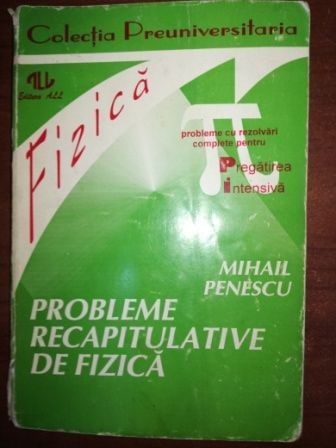 Colecția Preuniversitaria
ALL
Editura ALL
Fizică
probleme cu rezolvări
complete pentru
Pregătirea
Intensivă
MIHAIL
PENESCU
PROBLEME
RECAPITULATIVE
DE FIZICĂ